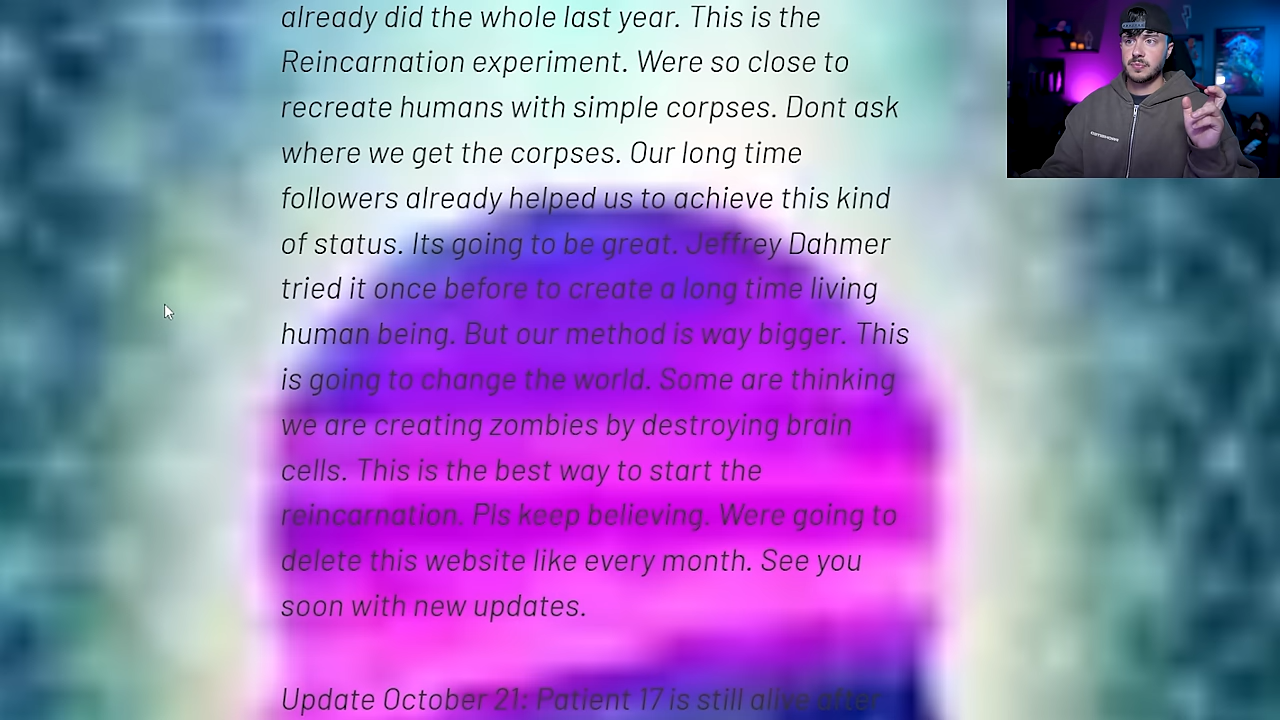 already did the whole last year. This is the
Reincarnation experiment. Were so close to
recreate humans with simple corpses. Dont ask
where we get the corpses. Our long time
followers already helped us to achieve this kind
of status. Its going to be great. Jeffrey Dahmer
tried it once before to create a long time living
human being. But our method is way bigger. This
is going to change the world. Some are thinking
we are creating zombies by destroying brain
cells. This is the best way to start the
reincarnation. Pls keep believing. Were going to
delete this website like every month. See you
soon with new updates.
Update October 21: Patient 17 is still alive after